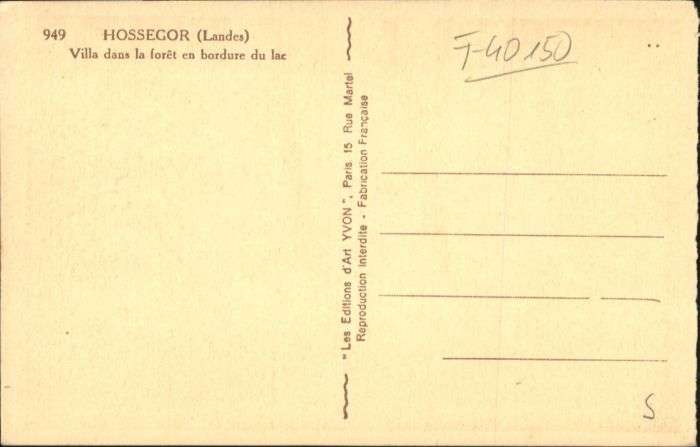 949 HOSSEGOR (Landes)
Villa dans la forêt en bordure du lac
F-40150
" Les Editions d'Art YVON ", Paris 15 Rue Martel
Reproduction Interdite - Fabrication Française
S